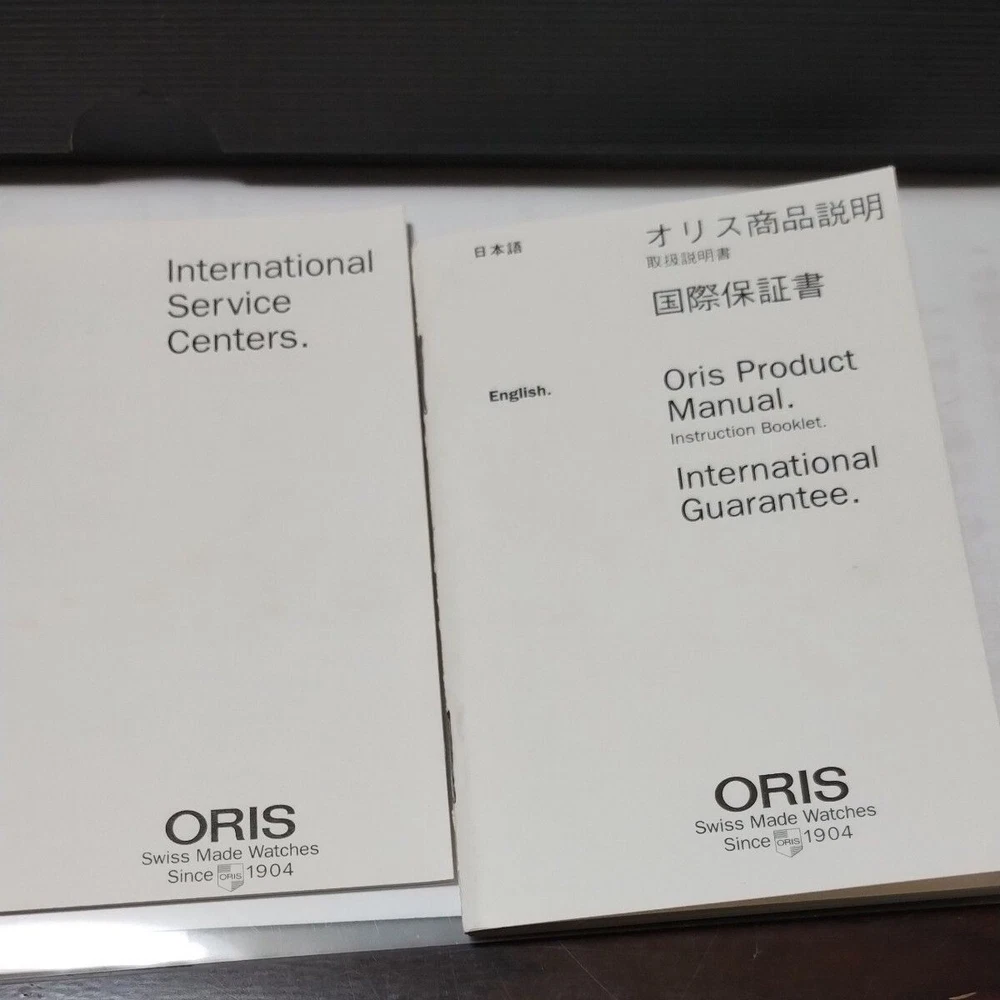 International
Service
Centers.
ORIS
Swiss Made Watches
Since ORIS 1904
日本語
オリス商品説明
取扱説明書
国際保証書
English.
Oris Product
Manual.
Instruction Booklet.
International
Guarantee.
ORIS
Swiss Made Watches
Since ORIS 1904